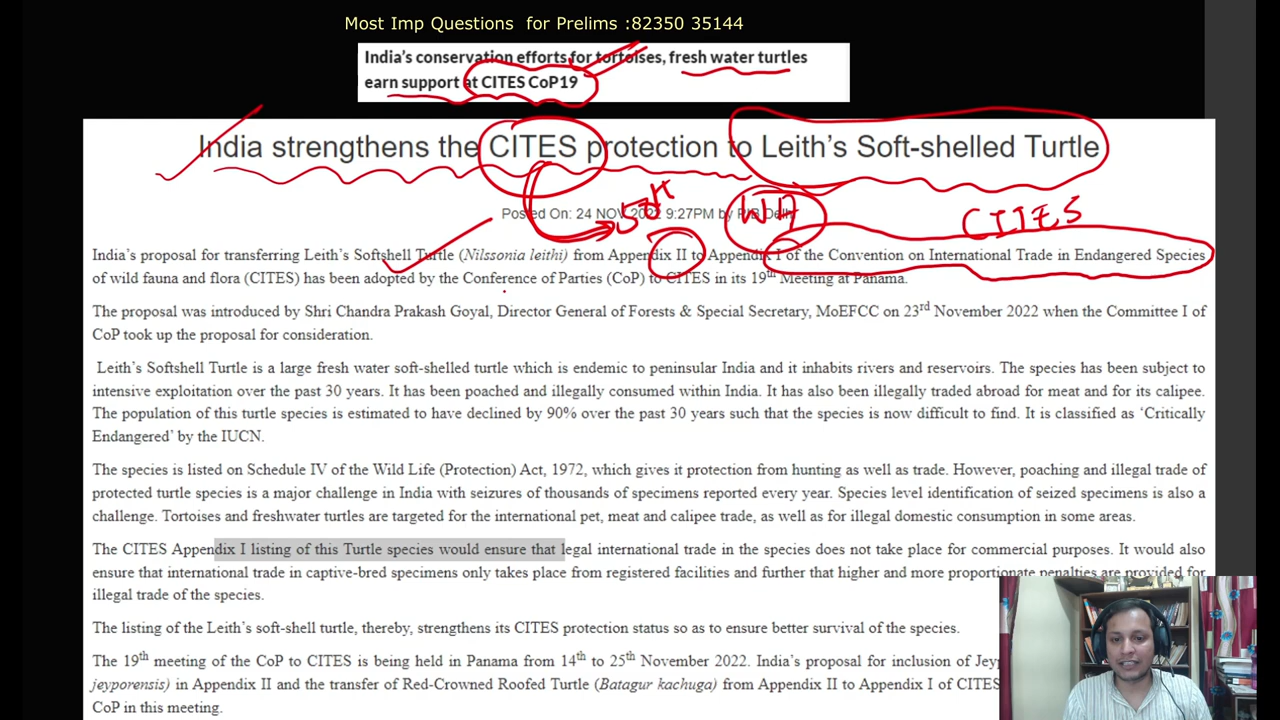 Most Imp Questions for Prelims :82350 35144
India's conservation efforts for tortoises, fresh water turtles
earn support at CITES CoP19
India strengthens the CITES protection to Leith's Soft-shelled Turtle
50th
WA
CITES
Posted On: 24 NOV 2022 9:27PM by PIB Delhi
India's proposal for transferring Leith's Softshell Turtle (Nilssonia leithi) from Appendix II to Appendix I of the Convention on International Trade in Endangered Species
of wild fauna and flora (CITES) has been adopted by the Conference of Parties (CoP) to CITES in its 19th Meeting at Panama.
The proposal was introduced by Shri Chandra Prakash Goyal, Director General of Forests & Special Secretary, MoEFCC on 23rd November 2022 when the Committee I of
CoP took up the proposal for consideration.
Leith's Softshell Turtle is a large fresh water soft-shelled turtle which is endemic to peninsular India and it inhabits rivers and reservoirs. The species has been subject to
intensive exploitation over the past 30 years. It has been poached and illegally consumed within India. It has also been illegally traded abroad for meat and for its calipee.
The population of this turtle species is estimated to have declined by 90% over the past 30 years such that the species is now difficult to find. It is classified as 'Critically
Endangered' by the IUCN.
The species is listed on Schedule IV of the Wild Life (Protection) Act, 1972, which gives it protection from hunting as well as trade. However, poaching and illegal trade of
protected turtle species is a major challenge in India with seizures of thousands of specimens reported every year. Species level identification of seized specimens is also a
challenge. Tortoises and freshwater turtles are targeted for the international pet, meat and calipee trade, as well as for illegal domestic consumption in some areas.
The CITES Appendix I listing of this Turtle species would ensure that legal international trade in the species does not take place for commercial purposes. It would also
ensure that international trade in captive-bred specimens only takes place from registered facilities and further that higher and more proportionate penalties are provided for
illegal trade of the species.
The listing of the Leith's soft-shell turtle, thereby, strengthens its CITES protection status so as to ensure better survival of the species.
The 19th meeting of the CoP to CITES is being held in Panama from 14th to 25th November 2022. India's proposal for inclusion of
jeyporensis) in Appendix II and the transfer of Red-Crowned Roofed Turtle (Batagur kachuga) from Appendix II to Appendix I of CITES
CoP in this meeting.